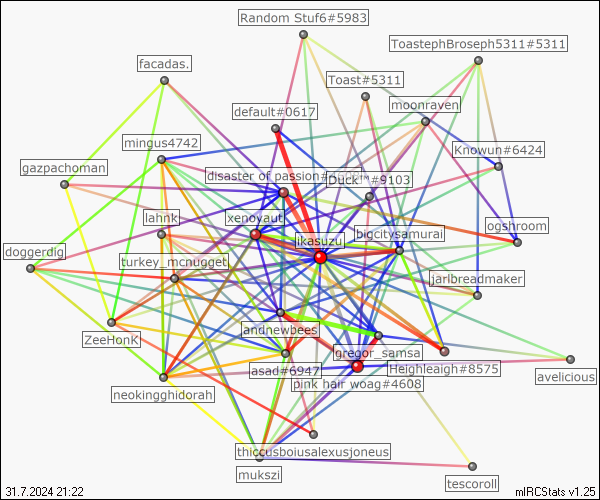 Random Stuf6#5983
ToastephBroseph5311#5311
facadas.
Toast#5311
moonraven
default#0617
mingus4742
Knowun#6424
gazpachoman
disaster of passion#
Duck™#9103
lahnk
xenoyaut
ogshroom
jikasuzu
bigcitysamurai
doggerdig
turkey_mcnugget
jarlbreadmaker
ZeeHonK
jandnewbees
gregor_samsa
asad#6947
Heighleaigh#8575
avelicious
pink hair woag#4608
neokingghidorah
thiccusboiusalexusjoneus
mukszi
tescoroll
31.7.2024 21:22
mIRCStats v1.25